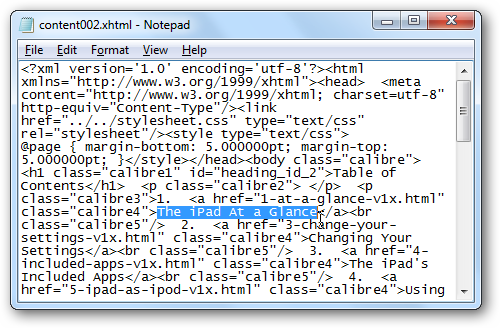 content002.xhtml - Notepad
File Edit Format View Help
<?xml version='1.0' encoding='utf-8'?><html
xmlns="http://www.w3.org/1999/xhtml"><head>  <meta
content="http://www.w3.org/1999/xhtml; charset=utf-8"
http-equiv="Content-Type"/><link
href="../../stylesheet.css" type="text/css"
rel="stylesheet"/><style type="text/css">
@page { margin-bottom: 5.000000pt; margin-top:
5.000000pt; }</style></head><body class="calibre">
<h1 class="calibre1" id="heading_id_2">Table of
Contents</h1>  <p class="calibre2"> </p>  <p
class="calibre3">1.  <a href="1-at-a-glance-v1x.html"
class="calibre4">The iPad At a Glance</a><br
class="calibre5"/>  2.  <a href="3-change-your-
settings-v1x.html" class="calibre4">Changing Your
Settings</a><br class="calibre5"/>  3.  <a href="4-
included-apps-v1x.html" class="calibre4">The iPad's
Included Apps</a><br class="calibre5"/>  4.  <a
href="5-ipad-as-ipod-v1x.html" class="calibre4">Using